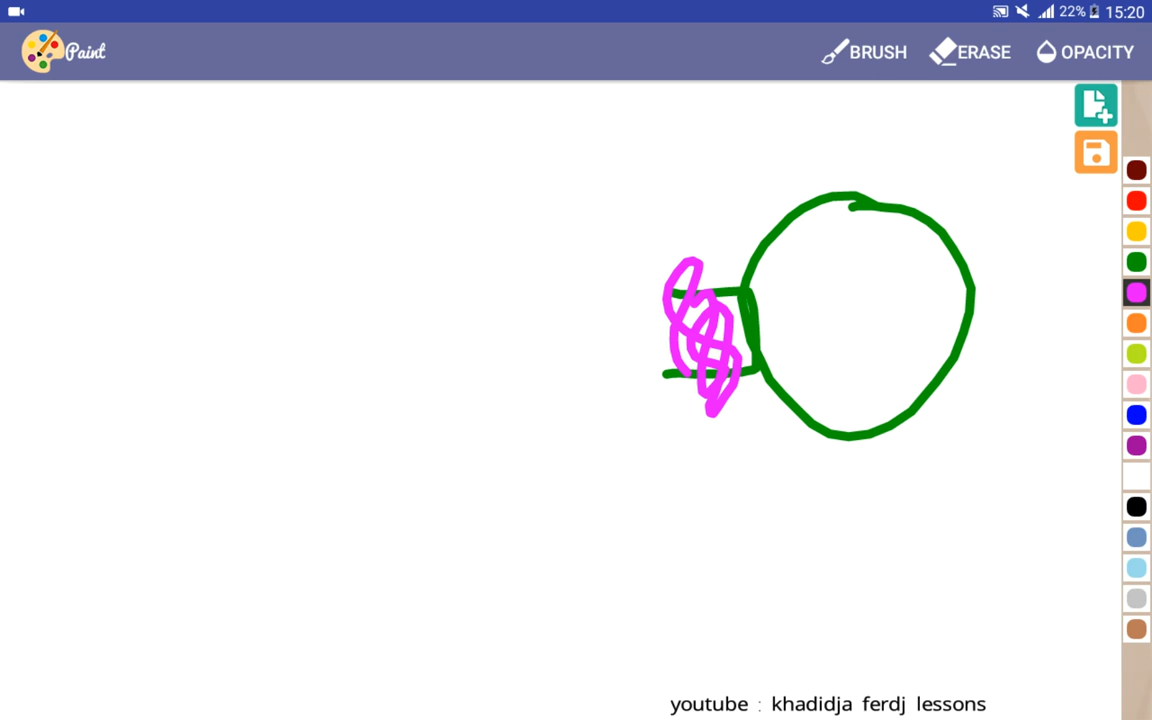 22% 15:20
Paint BRUSH ERASE OPACITY
youtube : khadidja ferdj lessons